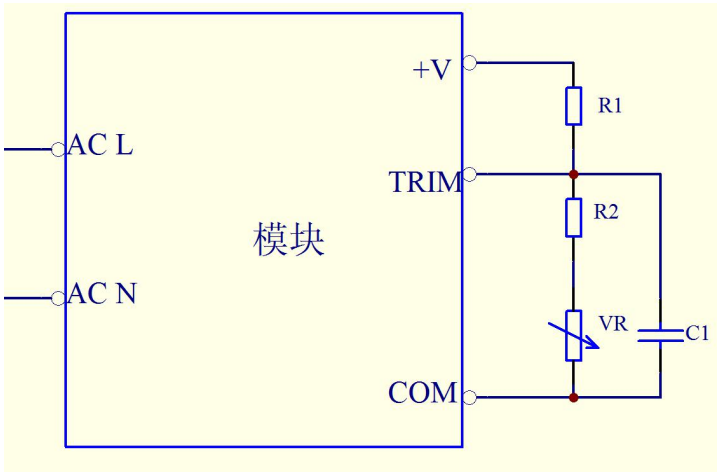 +V
R1
AC L
TRIM
R2
模块
AC N
VR
C1
COM